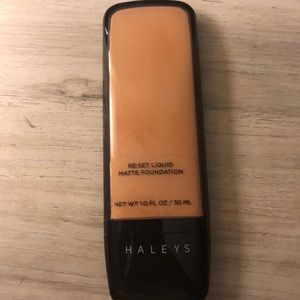 RE:SET LIQUID
MATTE FOUNDATION
NET WT. 1.0 FL OZ / 30 ML
HALEYS